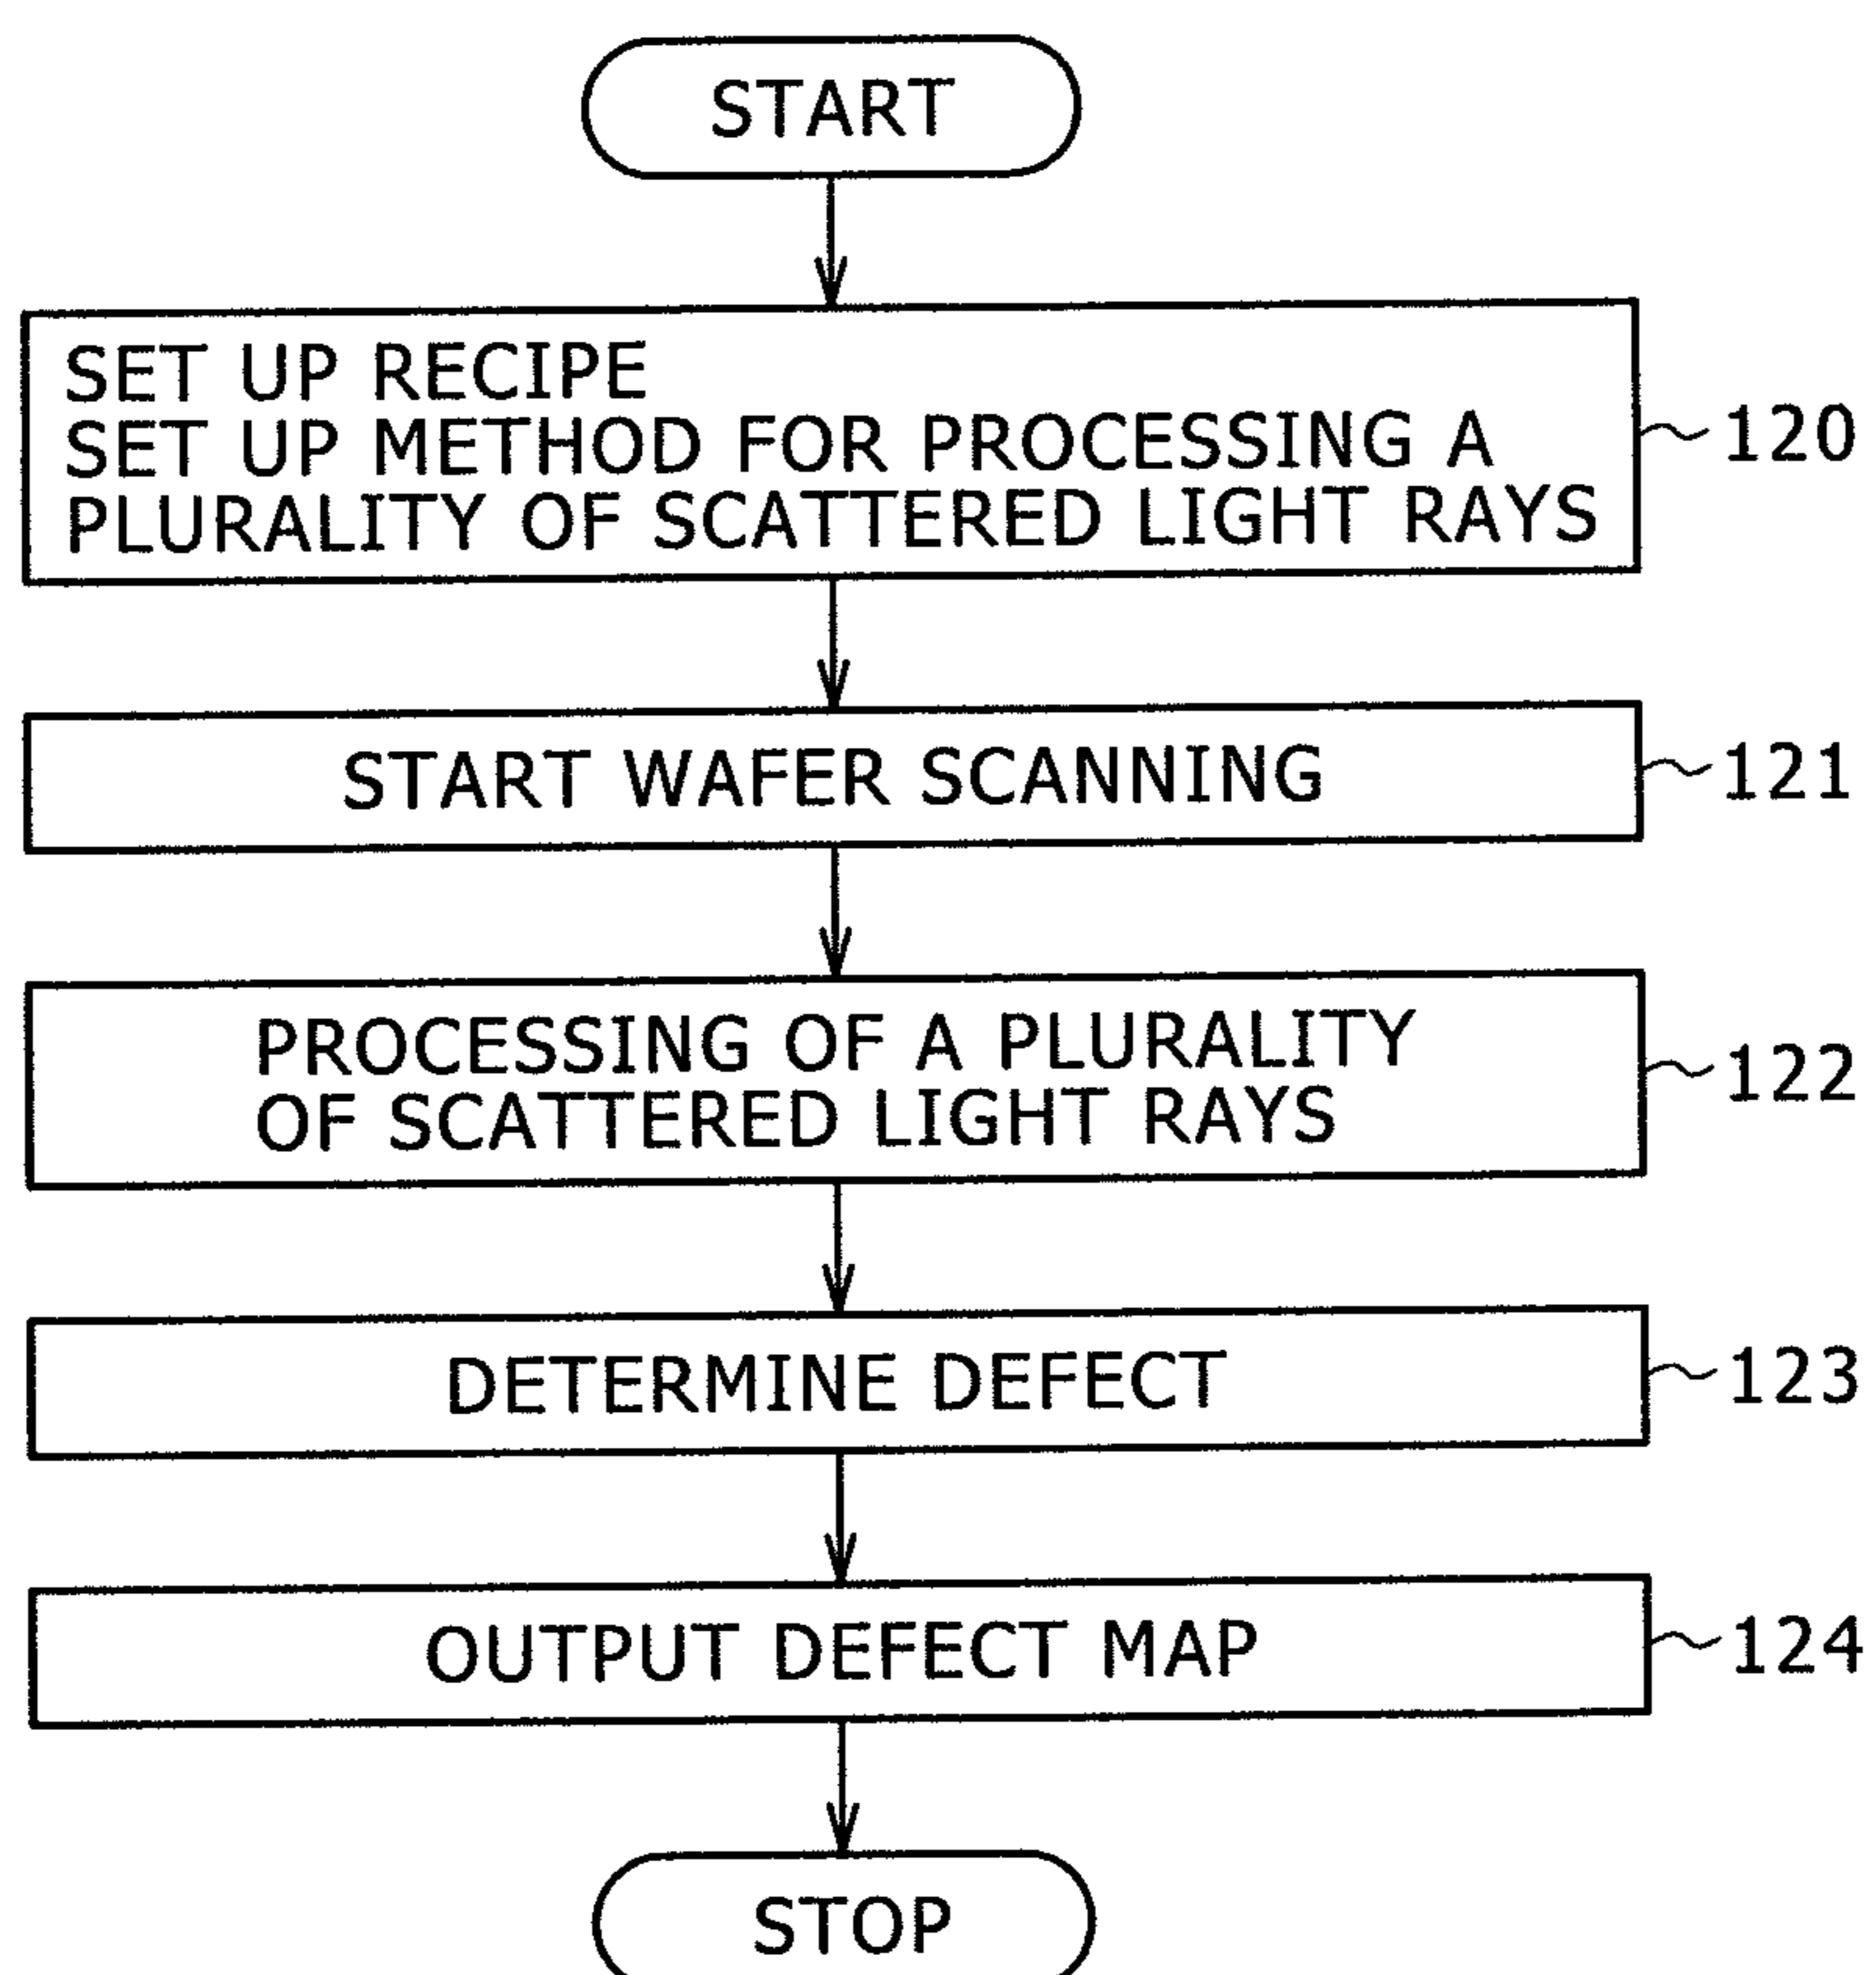 START
SET UP RECIPE
SET UP METHOD FOR PROCESSING A
PLURALITY OF SCATTERED LIGHT RAYS
120
START WAFER SCANNING
121
PROCESSING OF A PLURALITY
OF SCATTERED LIGHT RAYS
122
DETERMINE DEFECT
123
OUTPUT DEFECT MAP
124
STOP